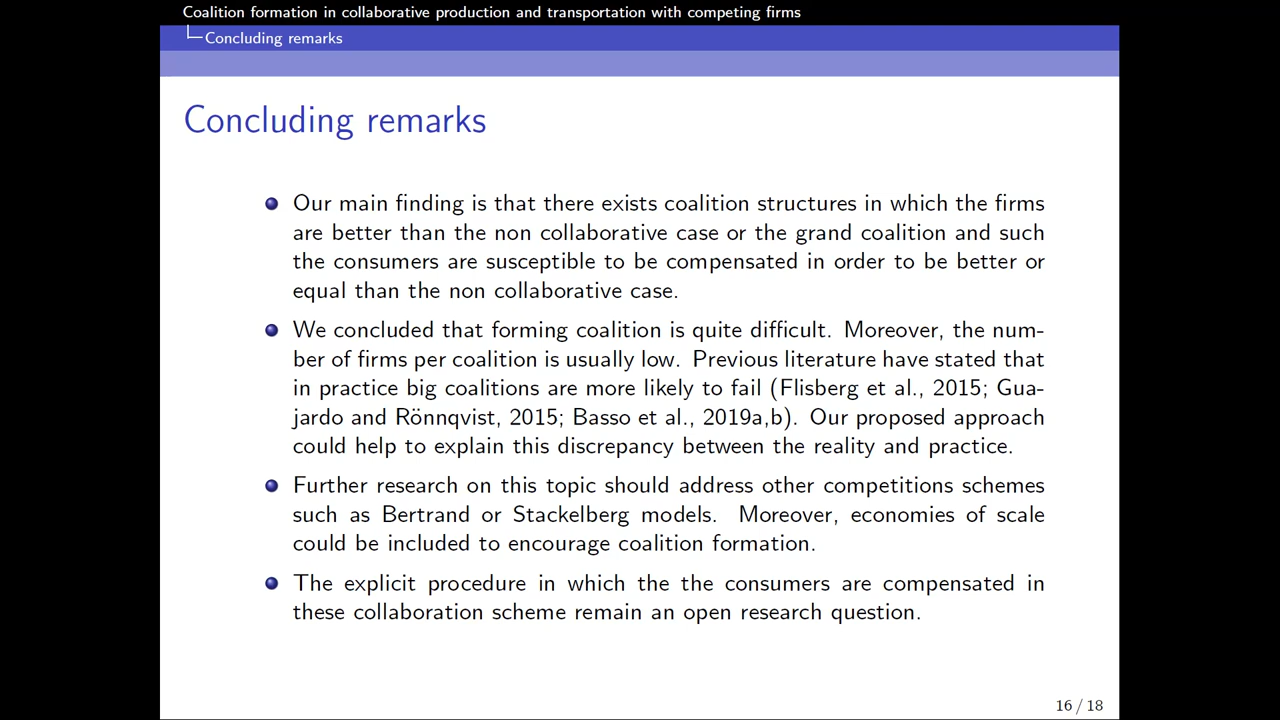 Coalition formation in collaborative production and transportation with competing firms
Concluding remarks
Concluding remarks
Our main finding is that there exists coalition structures in which the firms
are better than the non collaborative case or the grand coalition and such
the consumers are susceptible to be compensated in order to be better or
equal than the non collaborative case.
We concluded that forming coalition is quite difficult. Moreover, the num-
ber of firms per coalition is usually low. Previous literature have stated that
in practice big coalitions are more likely to fail (Flisberg et al., 2015; Gua-
jardo and Rönnqvist, 2015; Basso et al., 2019a,b). Our proposed approach
could help to explain this discrepancy between the reality and practice.
Further research on this topic should address other competitions schemes
such as Bertrand or Stackelberg models. Moreover, economies of scale
could be included to encourage coalition formation.
The explicit procedure in which the the consumers are compensated in
these collaboration scheme remain an open research question.
16 / 18